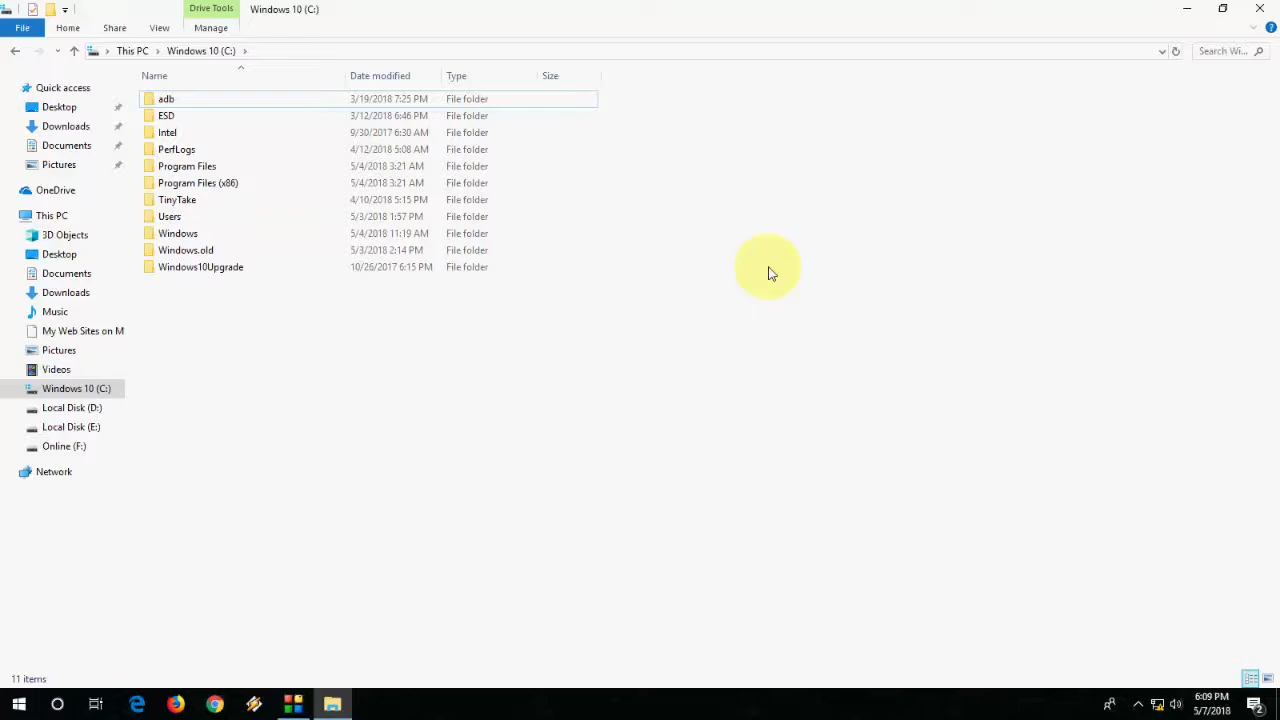 Drive Tools
Windows 10 (C:)
File
Home
Share
View
Manage
This PC
Windows 10 (C:)
Search Wi...
Name
Date modified
Type
Size
Quick access
Desktop
Downloads
Documents
Pictures
OneDrive
This PC
3D Objects
Desktop
Documents
Downloads
Music
My Web Sites on M
Pictures
Videos
Windows 10 (C:)
Local Disk (D:)
Local Disk (E:)
Online (F:)
Network
adb 3/19/2018 7:25 PM File folder
ESD 3/12/2018 6:46 PM File folder
Intel 9/30/2017 6:30 AM File folder
PerfLogs 4/12/2018 5:08 AM File folder
Program Files 5/4/2018 3:21 AM File folder
Program Files (x86) 5/4/2018 3:21 AM File folder
TinyTake 4/10/2018 5:15 PM File folder
Users 5/3/2018 1:57 PM File folder
Windows 5/4/2018 11:19 AM File folder
Windows.old 5/3/2018 2:14 PM File folder
Windows10Upgrade 10/26/2017 6:15 PM File folder
11 items
6:09 PM
5/7/2018
2